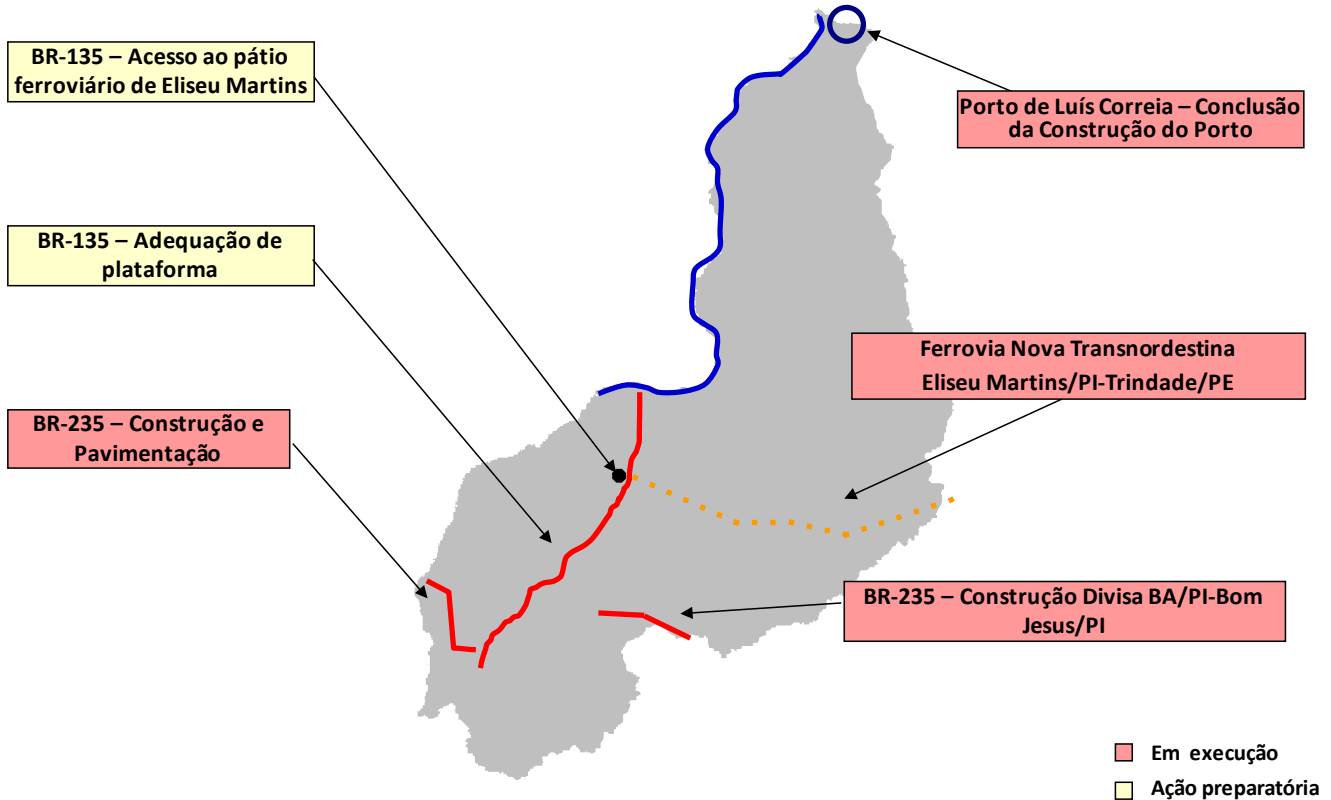 BR-135 – Acesso ao pátio
ferroviário de Eliseu Martins
Porto de Luís Correia – Conclusão
da Construção do Porto
BR-135 – Adequação de
plataforma
Ferrovia Nova Transnordestina
Eliseu Martins/PI-Trindade/PE
BR-235 – Construção e
Pavimentação
BR-235 – Construção Divisa BA/PI-Bom
Jesus/PI
Em execução
Ação preparatória